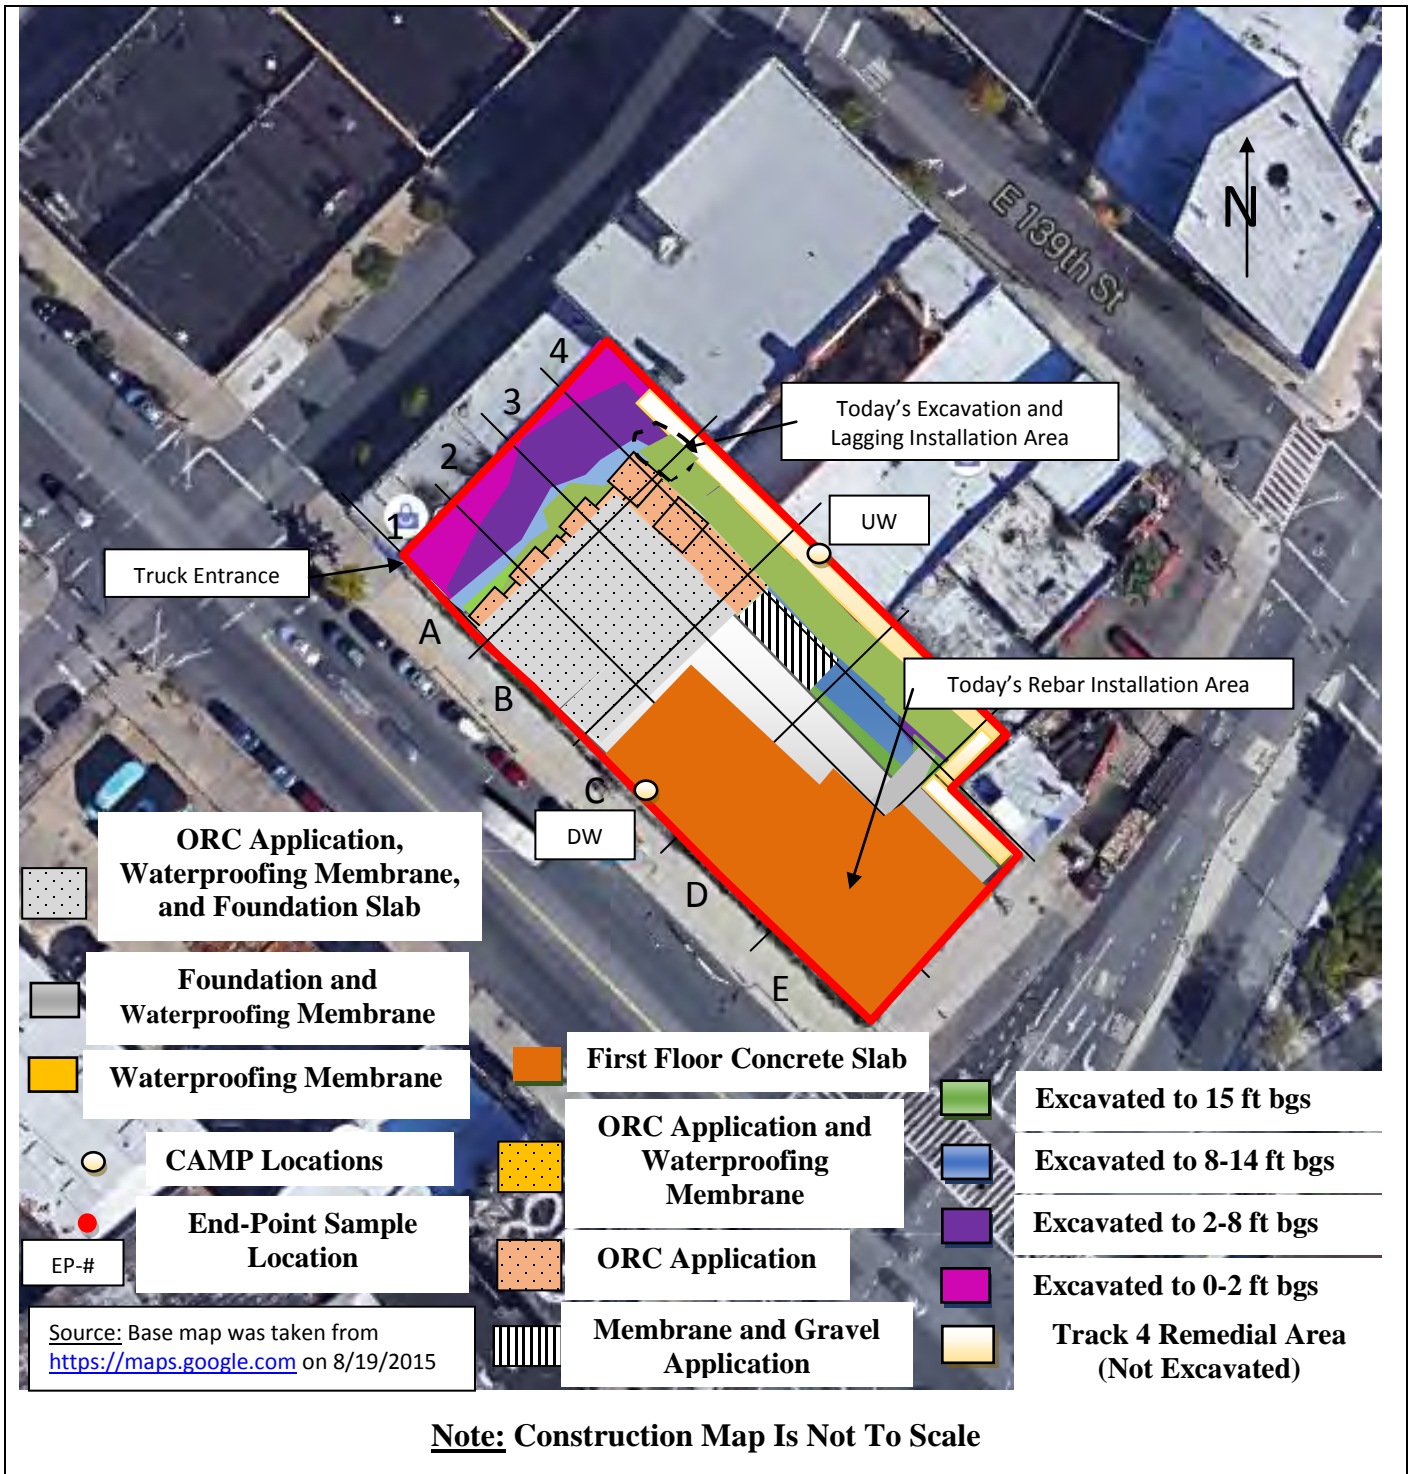 N
E 139th St
4
3
2
1
Today's Excavation and
Lagging Installation Area
UW
Truck Entrance
A
B
Today's Rebar Installation Area
C
DW
D
E
ORC Application,
Waterproofing Membrane,
and Foundation Slab
Foundation and
Waterproofing Membrane
Waterproofing Membrane
CAMP Locations
End-Point Sample
Location
EP-#
Source: Base map was taken from
https://maps.google.com on 8/19/2015
First Floor Concrete Slab
ORC Application and
Waterproofing
Membrane
ORC Application
Membrane and Gravel
Application
Excavated to 15 ft bgs
Excavated to 8-14 ft bgs
Excavated to 2-8 ft bgs
Excavated to 0-2 ft bgs
Track 4 Remedial Area
(Not Excavated)
Note: Construction Map Is Not To Scale